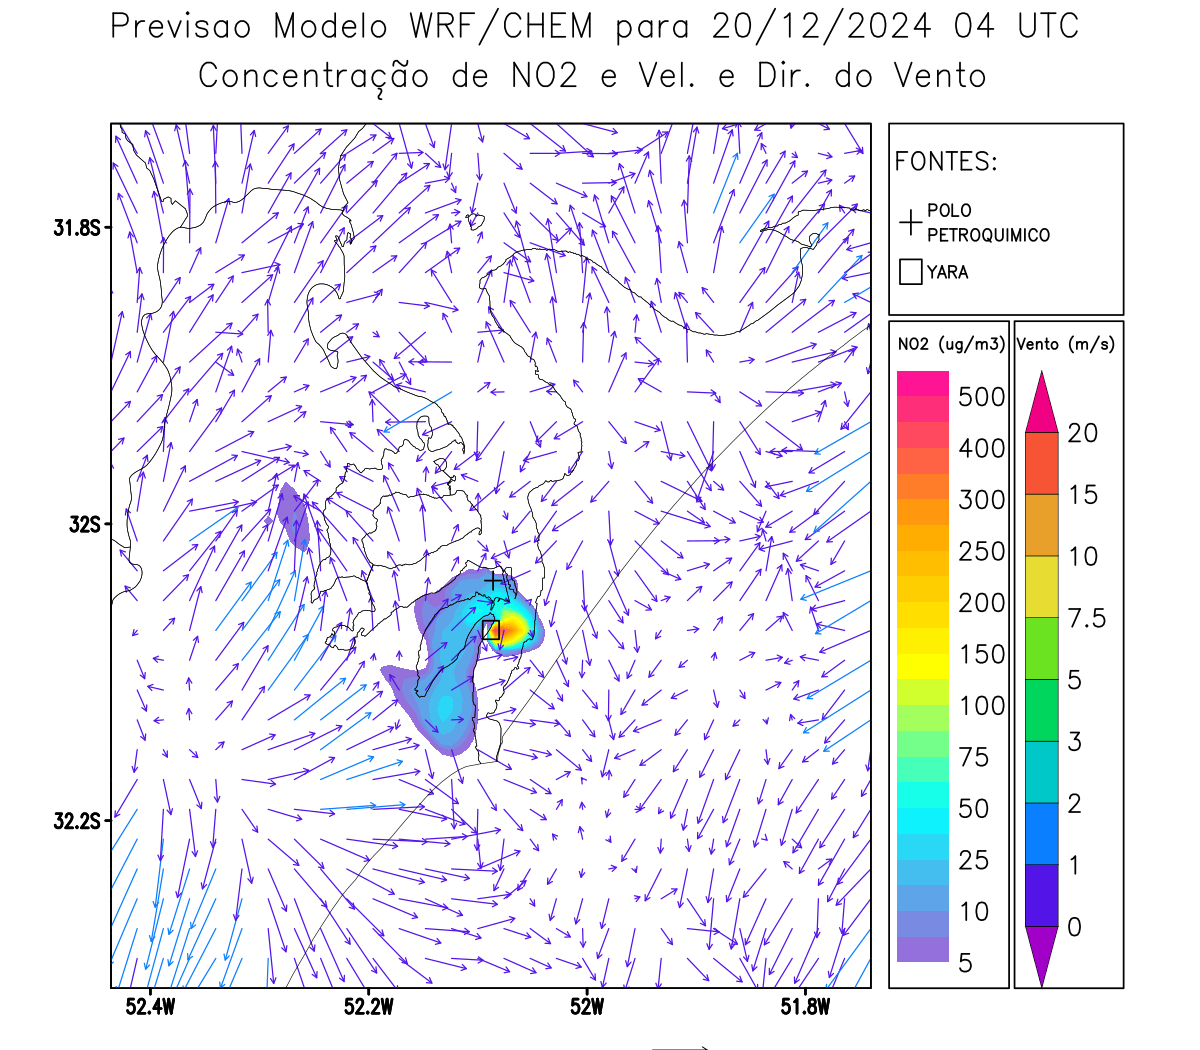 Previsao Modelo WRF/CHEM para 20/12/2024 04 UTC
Concentração de NO2 e Vel. e Dir. do Vento
FONTES:
POLO
PETROQUIMICO
YARA
NO2 (ug/m3)
500
400
300
250
200
150
100
75
50
25
10
5
Vento (m/s)
20
15
10
7.5
5
3
2
1
0
31.8S
32S
32.2S
52.4W
52.2W
52W
51.8W